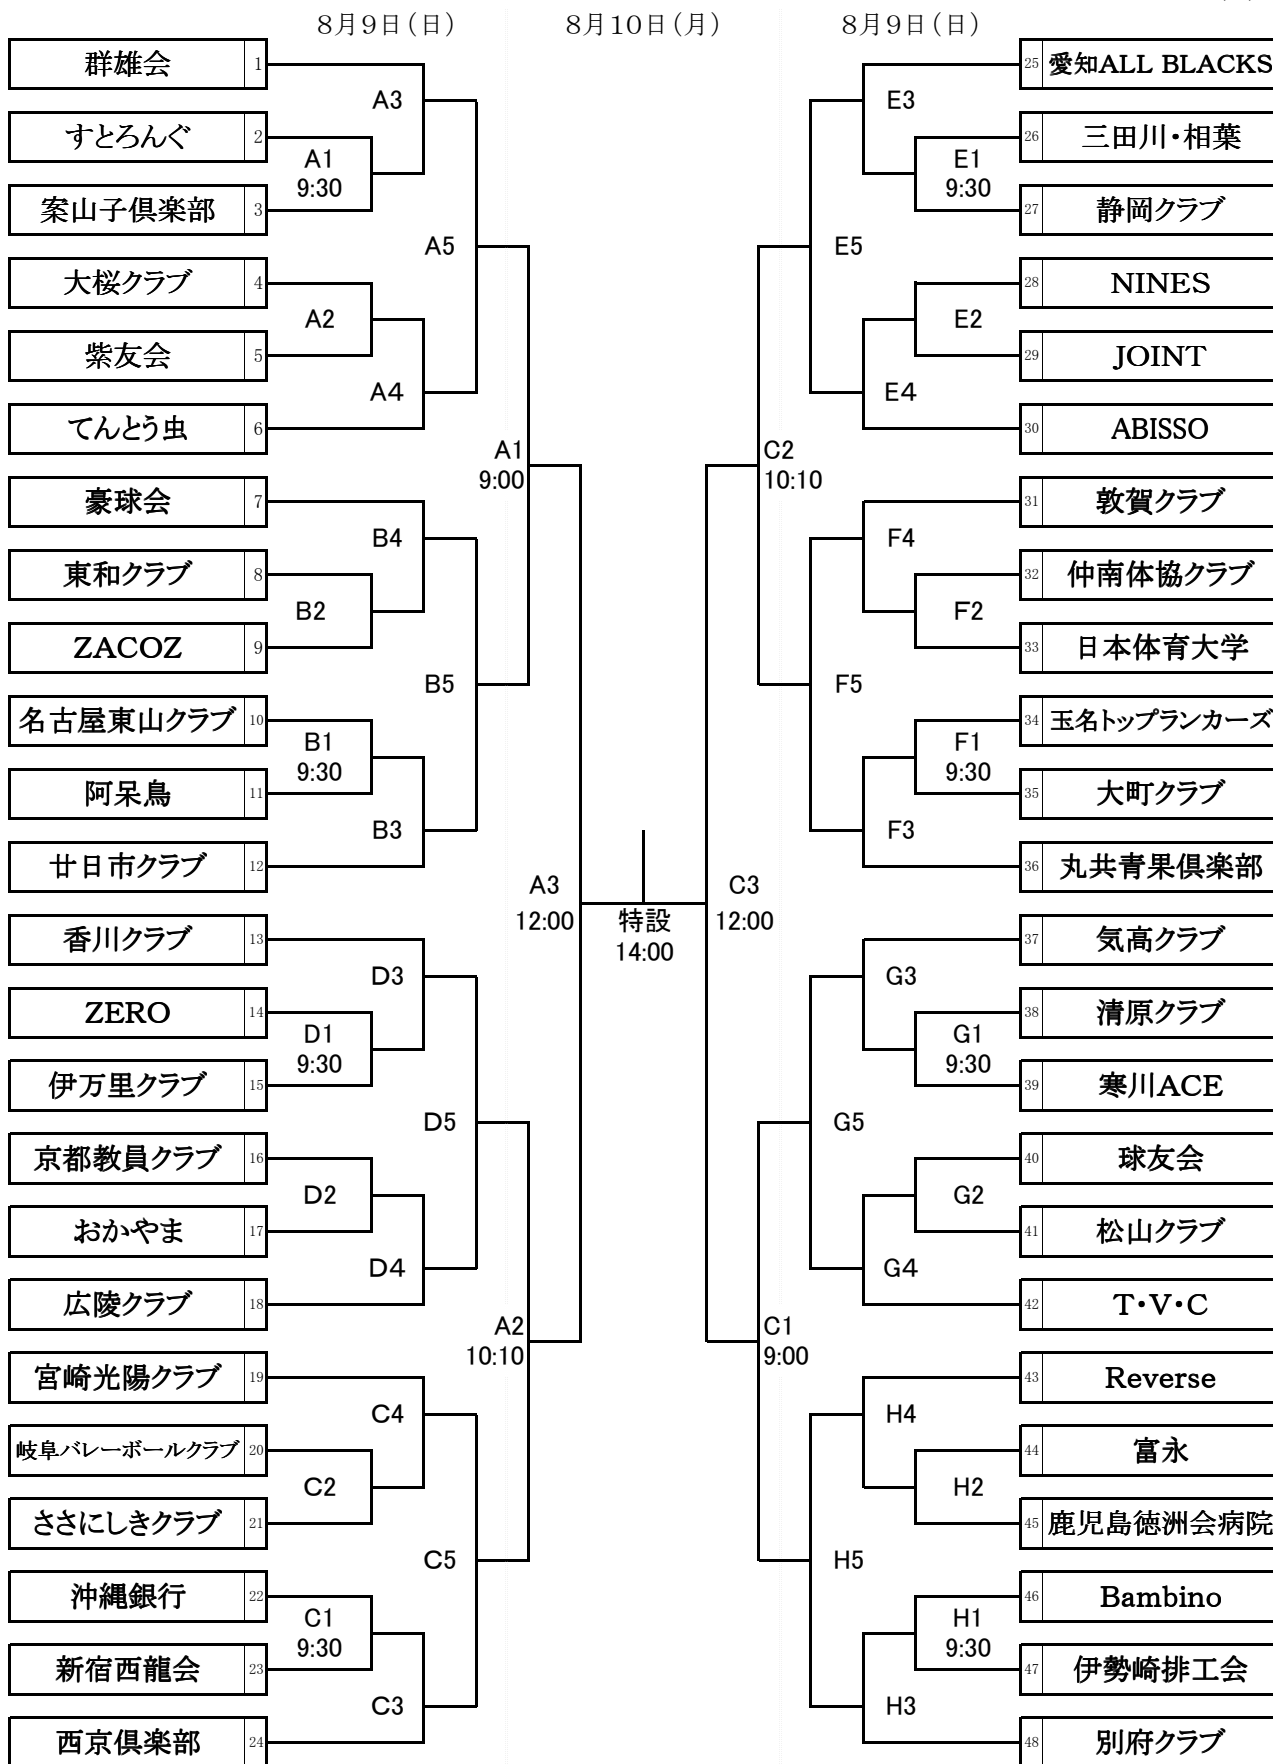 8月9日(日) 8月10日(月) 8月9日(日)
群雄会 1
A3
すとろんぐ 2
A1
9:30
案山子倶楽部 3
A5
大桜クラブ 4
A2
紫友会 5
A4
てんとう虫 6
A1
9:00
豪球会 7
B4
東和クラブ 8
B2
ZACOZ 9
B5
名古屋東山クラブ 10
B1
9:30
阿呆鳥 11
B3
廿日市クラブ 12
A3
12:00
香川クラブ 13
D3
ZERO 14
D1
9:30
伊万里クラブ 15
D5
京都教員クラブ 16
D2
おかやま 17
D4
広陵クラブ 18
A2
10:10
宮崎光陽クラブ 19
C4
岐阜バレーボールクラブ 20
C2
ささにしきクラブ 21
C5
沖縄銀行 22
C1
9:30
新宿西龍会 23
C3
西京倶楽部 24
特設
14:00
25 愛知ALL BLACKS
E3
26 三田川・相葉
E1
9:30
27 静岡クラブ
E5
28 NINES
E2
29 JOINT
E4
30 ABISSO
C2
10:10
31 敦賀クラブ
F4
32 仲南体協クラブ
F2
33 日本体育大学
F5
34 玉名トップランカーズ
F1
9:30
35 大町クラブ
F3
36 丸共青果倶楽部
C3
12:00
37 気高クラブ
G3
38 清原クラブ
G1
9:30
39 寒川ACE
G5
40 球友会
G2
41 松山クラブ
G4
42 T・V・C
C1
9:00
43 Reverse
H4
44 富永
H2
45 鹿児島徳洲会病院
H5
46 Bambino
H1
9:30
47 伊勢崎排工会
H3
48 別府クラブ